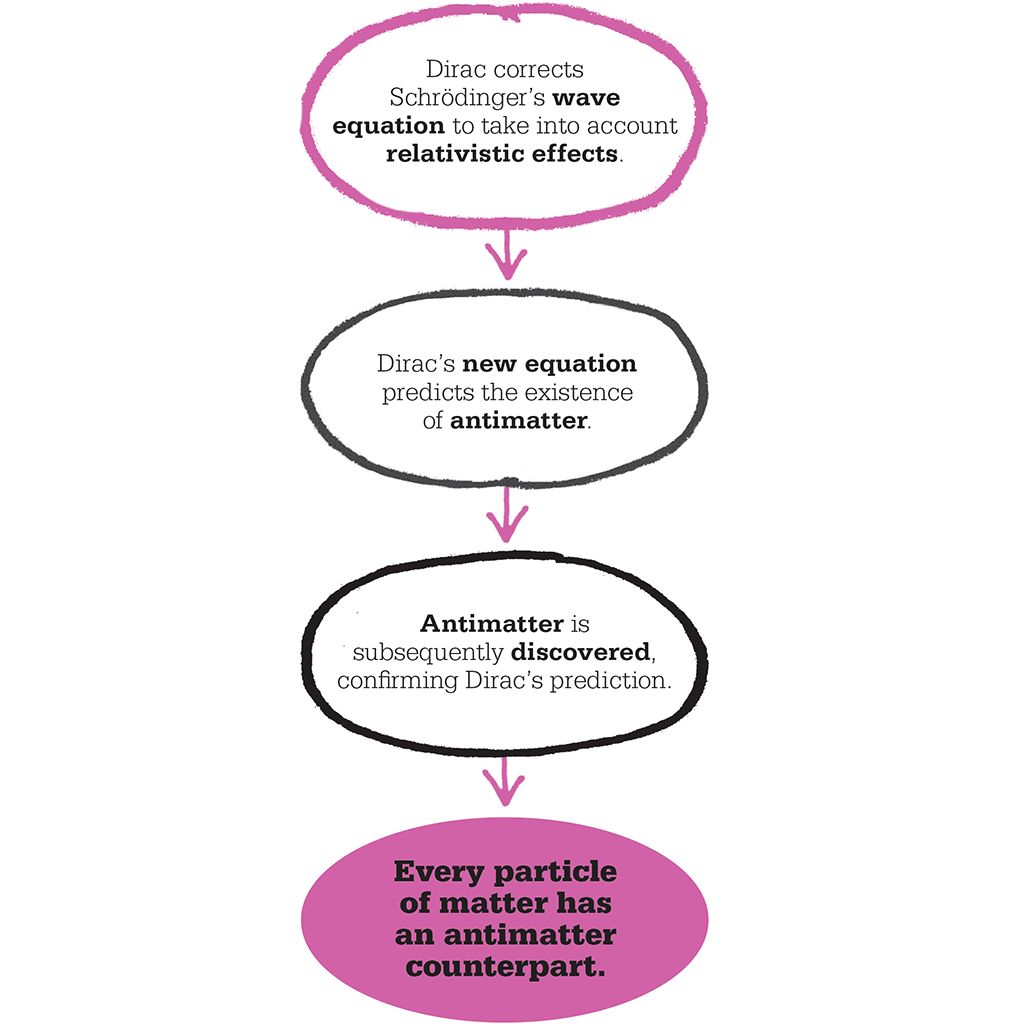 Dirac corrects
Schrödinger’s wave
equation to take into account
relativistic effects.
Dirac’s new equation
predicts the existence
of antimatter.
Antimatter is
subsequently discovered,
confirming Dirac’s prediction.
Every particle
of matter has
an antimatter
counterpart.